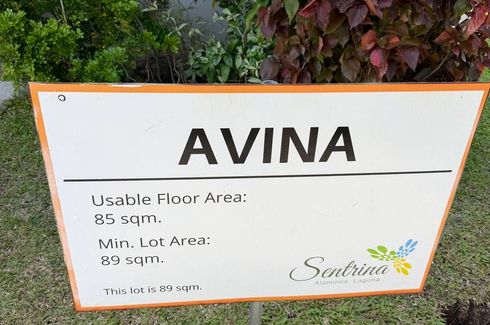 AVINA
Usable Floor Area:
85 sqm.
Min. Lot Area:
89 sqm.
This lot is 89 sqm.
Sentrina
Alaminos, Laguna